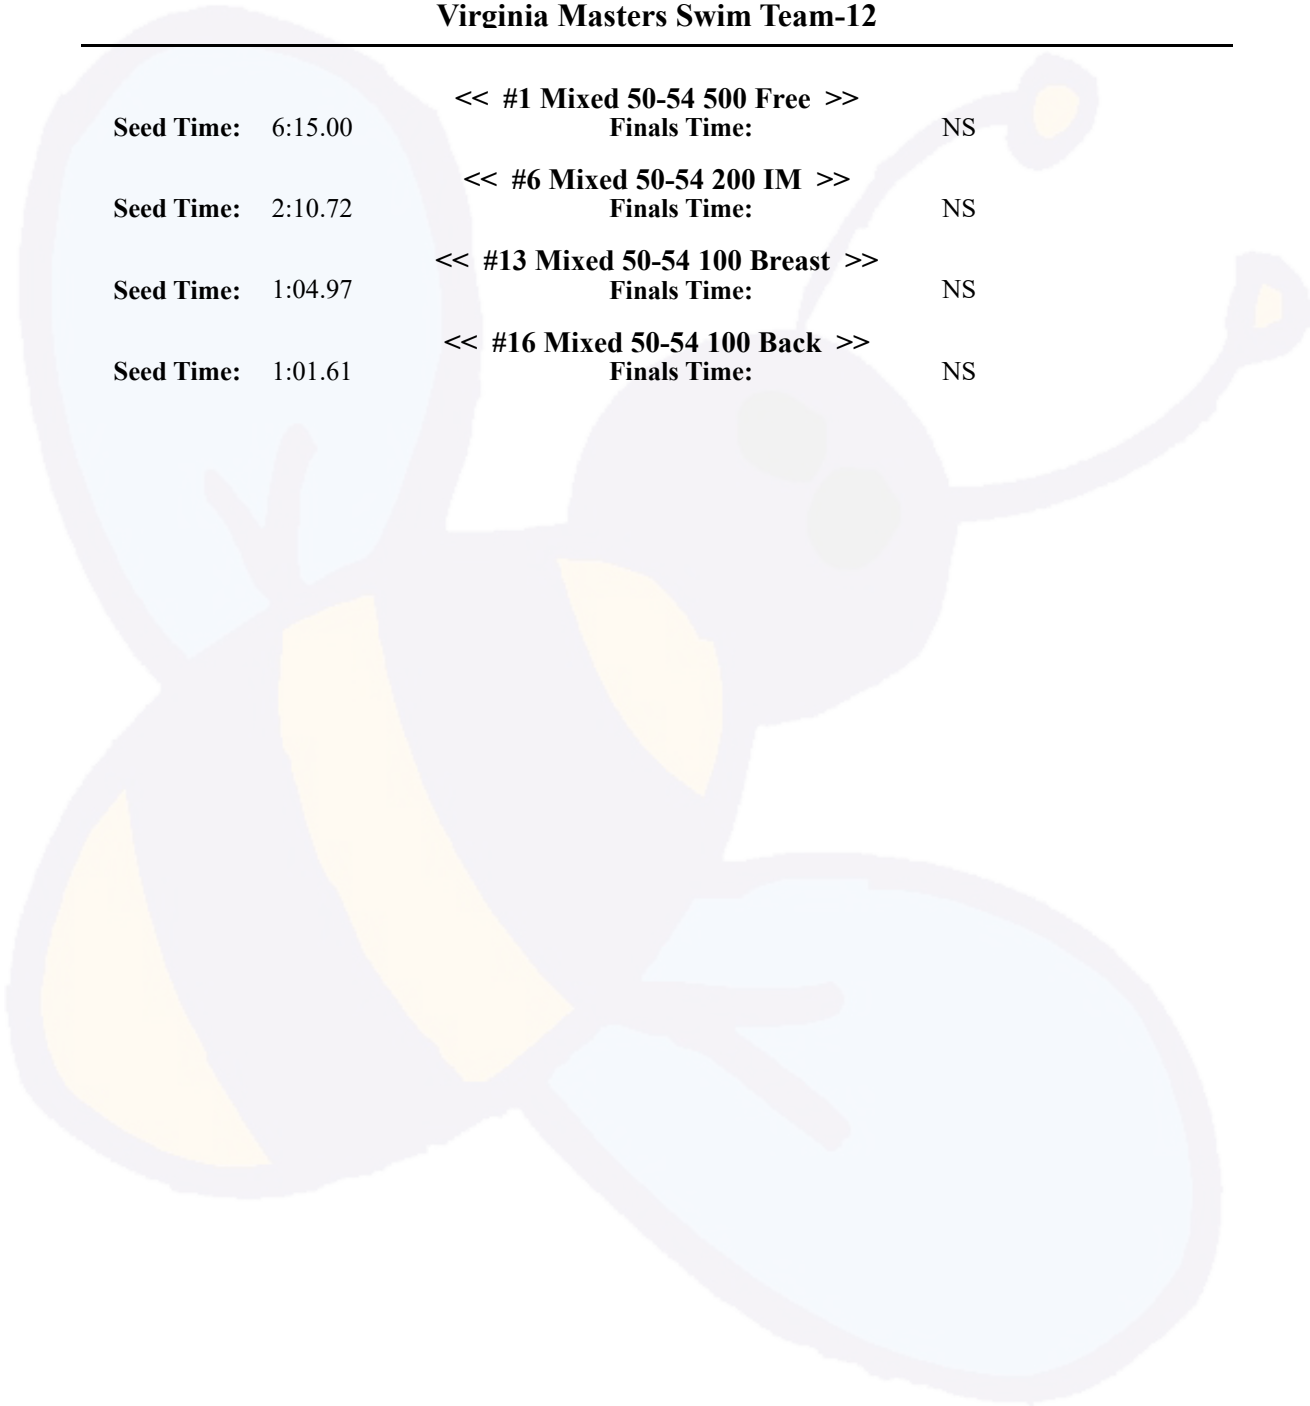 Virginia Masters Swim Team-12
<< #1 Mixed 50-54 500 Free >>
Seed Time: 6:15.00 Finals Time: NS
<< #6 Mixed 50-54 200 IM >>
Seed Time: 2:10.72 Finals Time: NS
<< #13 Mixed 50-54 100 Breast >>
Seed Time: 1:04.97 Finals Time: NS
<< #16 Mixed 50-54 100 Back >>
Seed Time: 1:01.61 Finals Time: NS